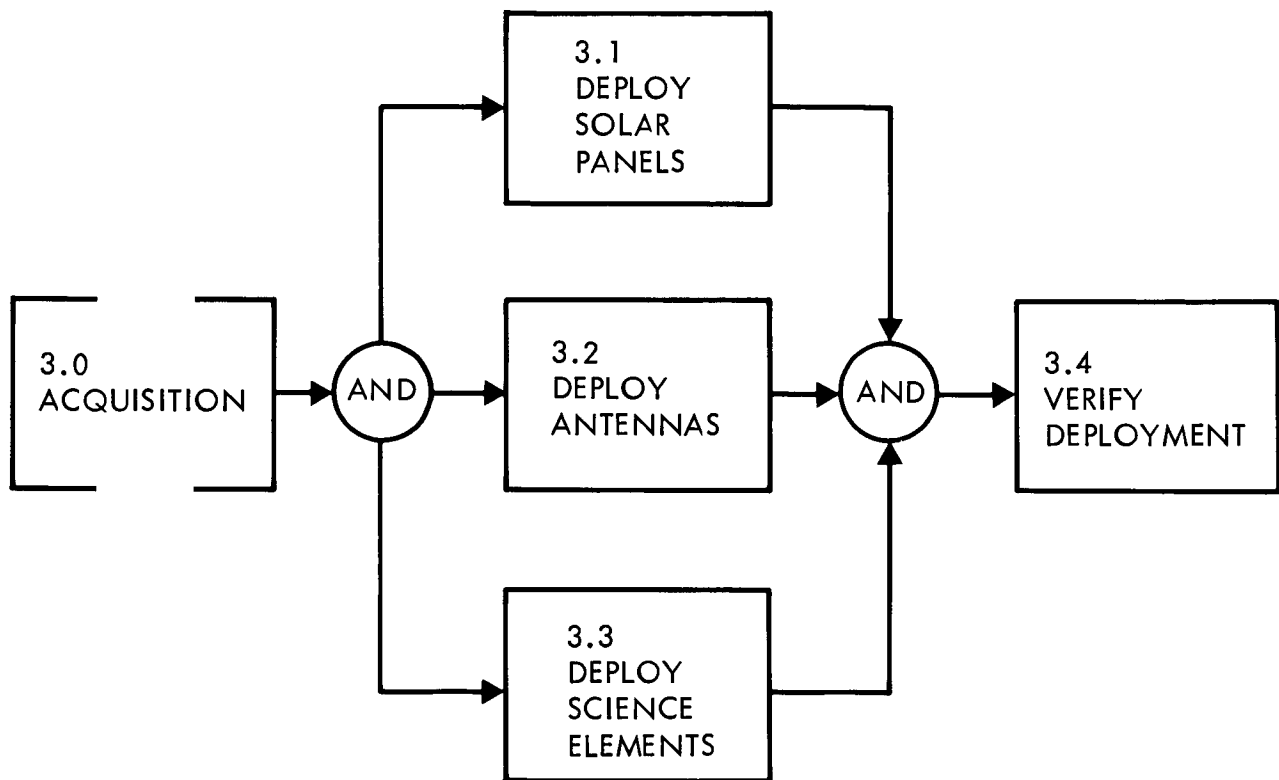 3.1
DEPLOY
SOLAR
PANELS
3.0
ACQUISITION
AND
3.2
DEPLOY
ANTENNAS
AND
3.4
VERIFY
DEPLOYMENT
3.3
DEPLOY
SCIENCE
ELEMENTS